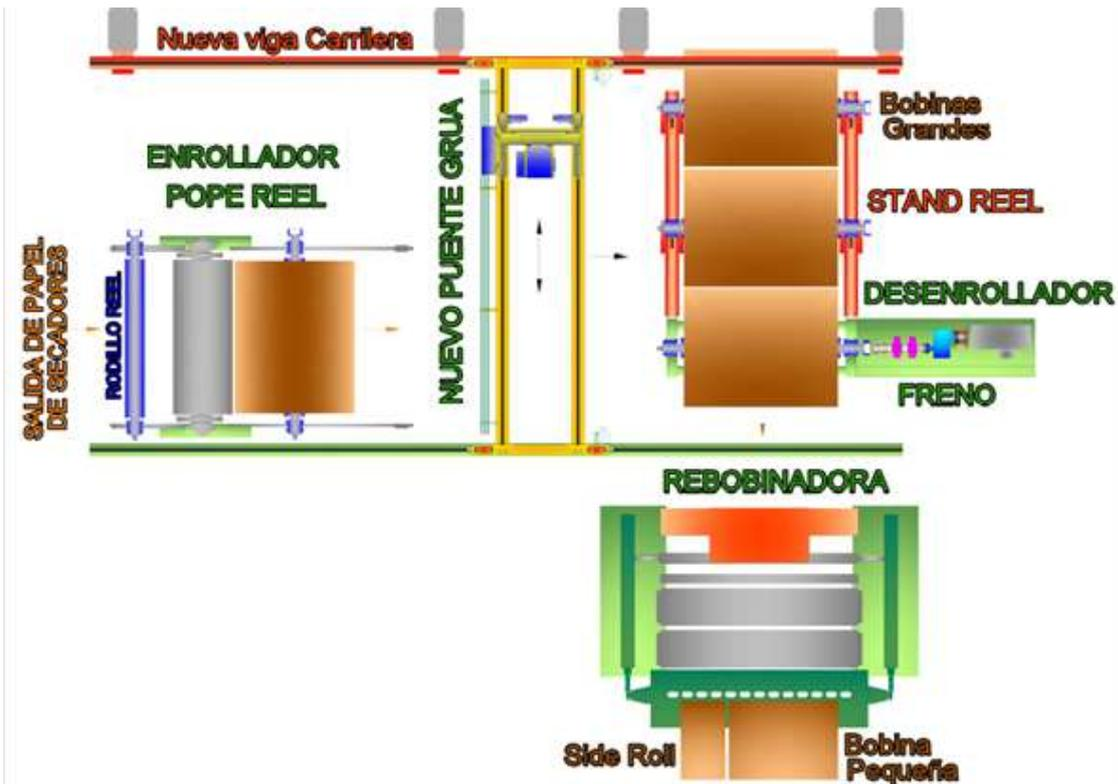 Nueva viga Carrilera
Bobinas
Grandes
ENROLLADOR
POPE REEL
STAND REEL
SALIDA DE PAPEL
DE SECADORES
RODILLO REEL
NUEVO PUENTE GRUA
DESENROLLADOR
FRENO
REBOBINADORA
Side Roll
Bobina
Pequeña